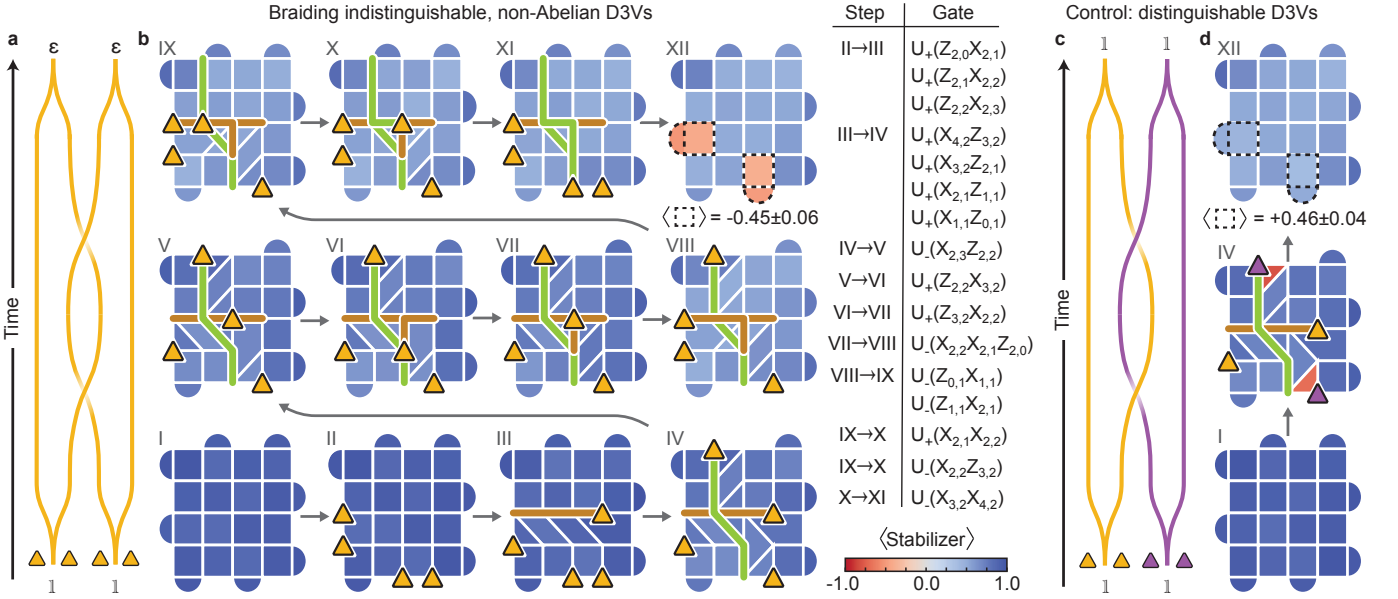 Braiding indistinguishable, non-Abelian D3Vs
Step
Gate
Control: distinguishable D3Vs
a
ε
ε
Time
𝟙
𝟙
b
IX
X
XI
XII
⟨ ⟩ = -0.45±0.06
V
VI
VII
VIII
I
II
III
IV
II→III
U₊(Z₂,₀X₂,₁)
U₊(Z₂,₁X₂,₂)
U₊(Z₂,₂X₂,₃)
III→IV
U₊(X₄,₂Z₃,₂)
U₊(X₃,₂Z₂,₁)
U₊(X₂,₁Z₁,₁)
U₊(X₁,₁Z₀,₁)
IV→V
U₋(X₂,₃Z₂,₂)
V→VI
U₊(Z₂,₂X₃,₂)
VI→VII
U₊(Z₃,₂X₂,₂)
VII→VIII
U₋(X₂,₂X₂,₁Z₂,₀)
VIII→IX
U₋(Z₀,₁X₁,₁)
U₋(Z₁,₁X₂,₁)
IX→X
U₊(X₂,₁X₂,₂)
IX→X
U₋(X₂,₂Z₃,₂)
X→XI
U₋(X₃,₂X₄,₂)
⟨Stabilizer⟩
-1.0
0.0
1.0
c
𝟙
𝟙
Time
𝟙
𝟙
d
XII
⟨ ⟩ = +0.46±0.04
IV
I